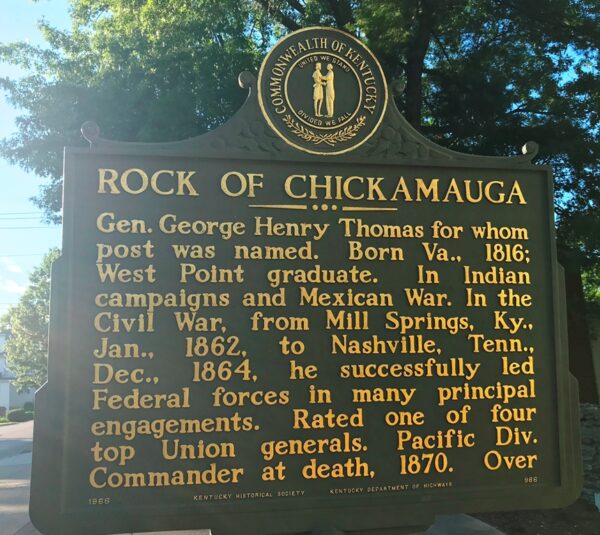 COMMONWEALTH OF KENTUCKY
UNITED WE STAND
DIVIDED WE FALL
ROCK OF CHICKAMAUGA
Gen. George Henry Thomas for whom
post was named. Born Va., 1816;
West Point graduate. In Indian
campaigns and Mexican War. In the
Civil War, from Mill Springs, Ky.,
Jan., 1862, to Nashville, Tenn.,
Dec., 1864, he successfully led
Federal forces in many principal
engagements. Rated one of four
top Union generals. Pacific Div.
Commander at death, 1870. Over
1966 KENTUCKY HISTORICAL SOCIETY KENTUCKY DEPARTMENT OF HIGHWAYS 986